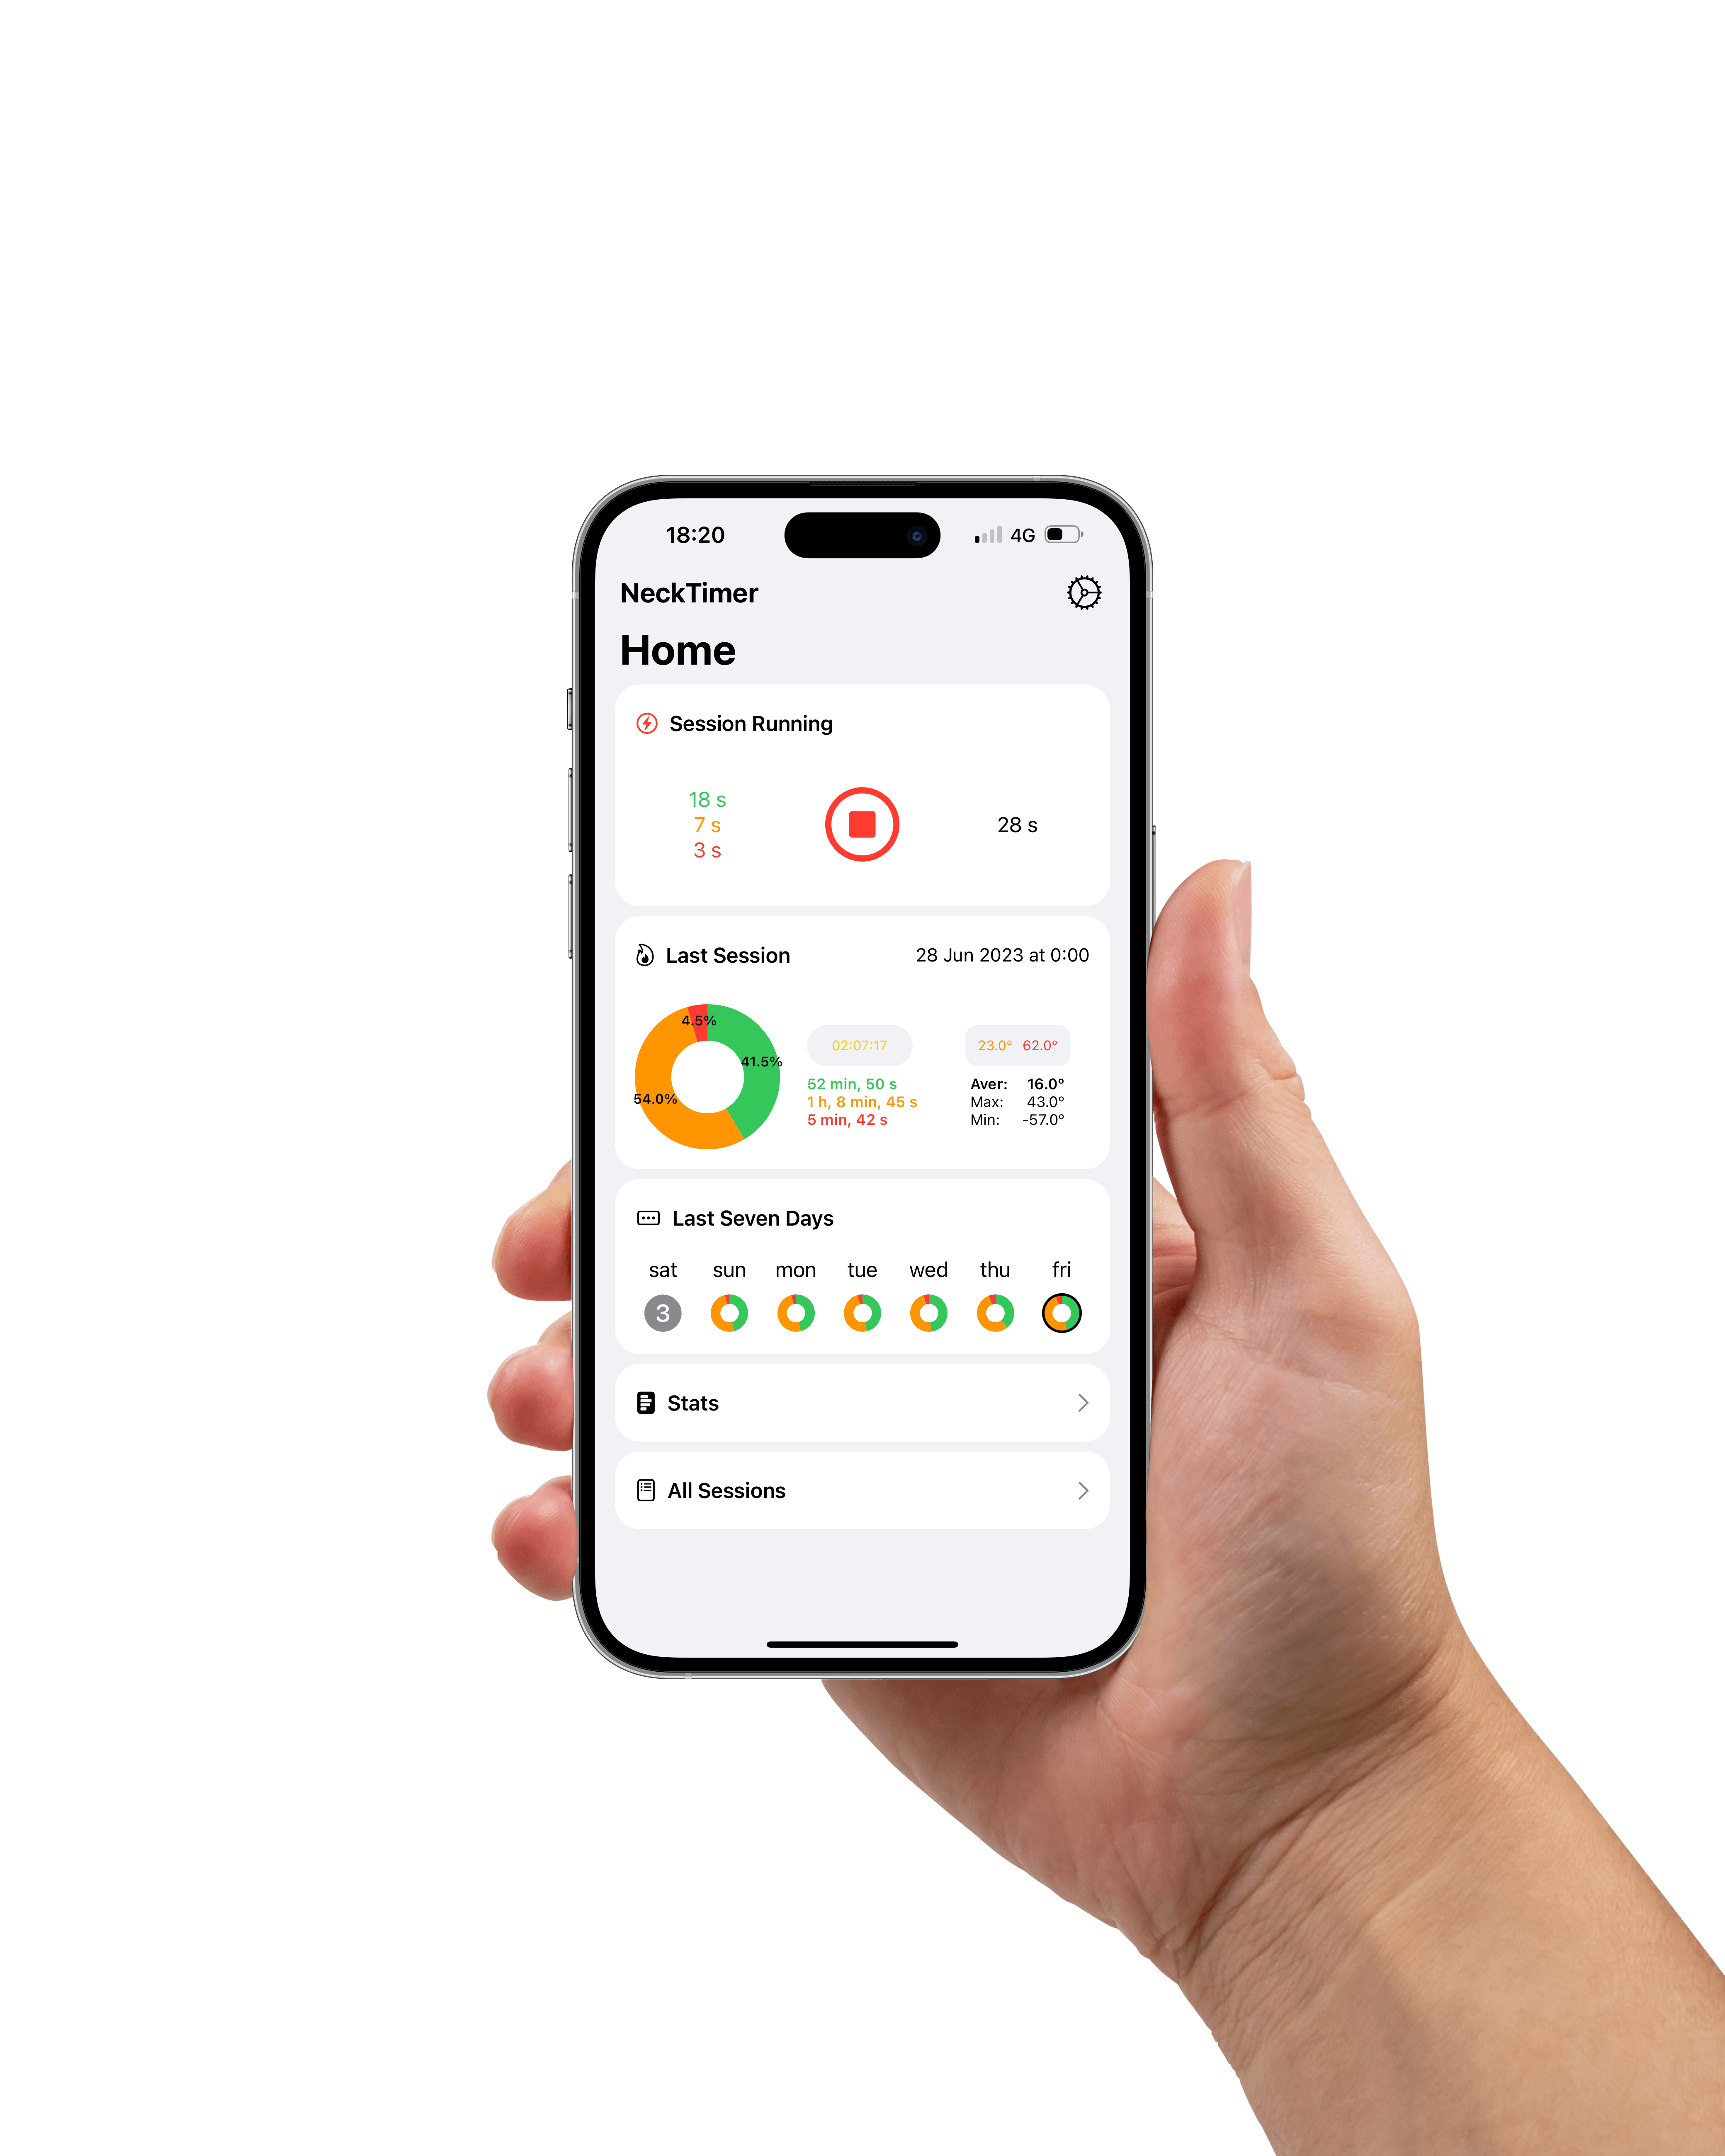 18:20 4G
NeckTimer
Home
Session Running
18 s
7 s
3 s
28 s
Last Session 28 Jun 2023 at 0:00
4.5%
41.5%
54.0%
02:07:17
52 min, 50 s
1 h, 8 min, 45 s
5 min, 42 s
23.0° 62.0°
Aver: 16.0°
Max: 43.0°
Min: -57.0°
Last Seven Days
sat sun mon tue wed thu fri
3
Stats
All Sessions